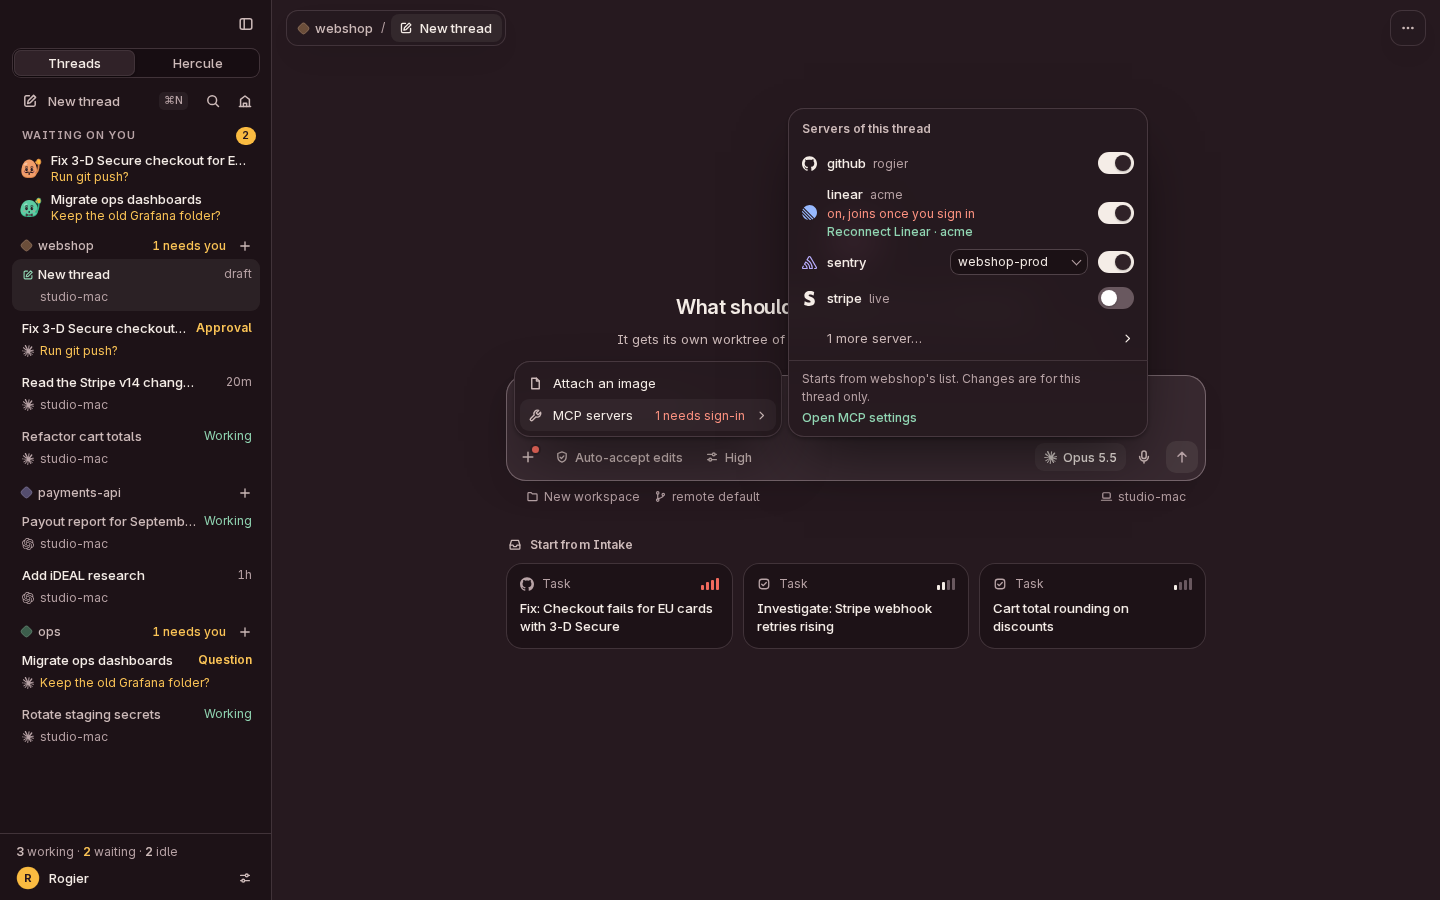 Threads
Hercule
New thread
⌘N
WAITING ON YOU
2
Fix 3-D Secure checkout for E…
Run git push?
Migrate ops dashboards
Keep the old Grafana folder?
webshop
1 needs you
New thread
draft
studio-mac
Fix 3-D Secure checkout…
Approval
Run git push?
Read the Stripe v14 chang…
20m
studio-mac
Refactor cart totals
Working
studio-mac
payments-api
Payout report for Septemb…
Working
studio-mac
Add iDEAL research
1h
studio-mac
ops
1 needs you
Migrate ops dashboards
Question
Keep the old Grafana folder?
Rotate staging secrets
Working
studio-mac
3 working · 2 waiting · 2 idle
R
Rogier
webshop / New thread
What should
It gets its own worktree of
Servers of this thread
github rogier
linear acme
on, joins once you sign in
Reconnect Linear · acme
sentry
webshop-prod
stripe live
1 more server…
Starts from webshop's list. Changes are for this
thread only.
Open MCP settings
Attach an image
MCP servers
1 needs sign-in
Auto-accept edits
High
Opus 5.5
New workspace
remote default
studio-mac
Start from Intake
Task
Fix: Checkout fails for EU cards
with 3-D Secure
Task
Investigate: Stripe webhook
retries rising
Task
Cart total rounding on
discounts